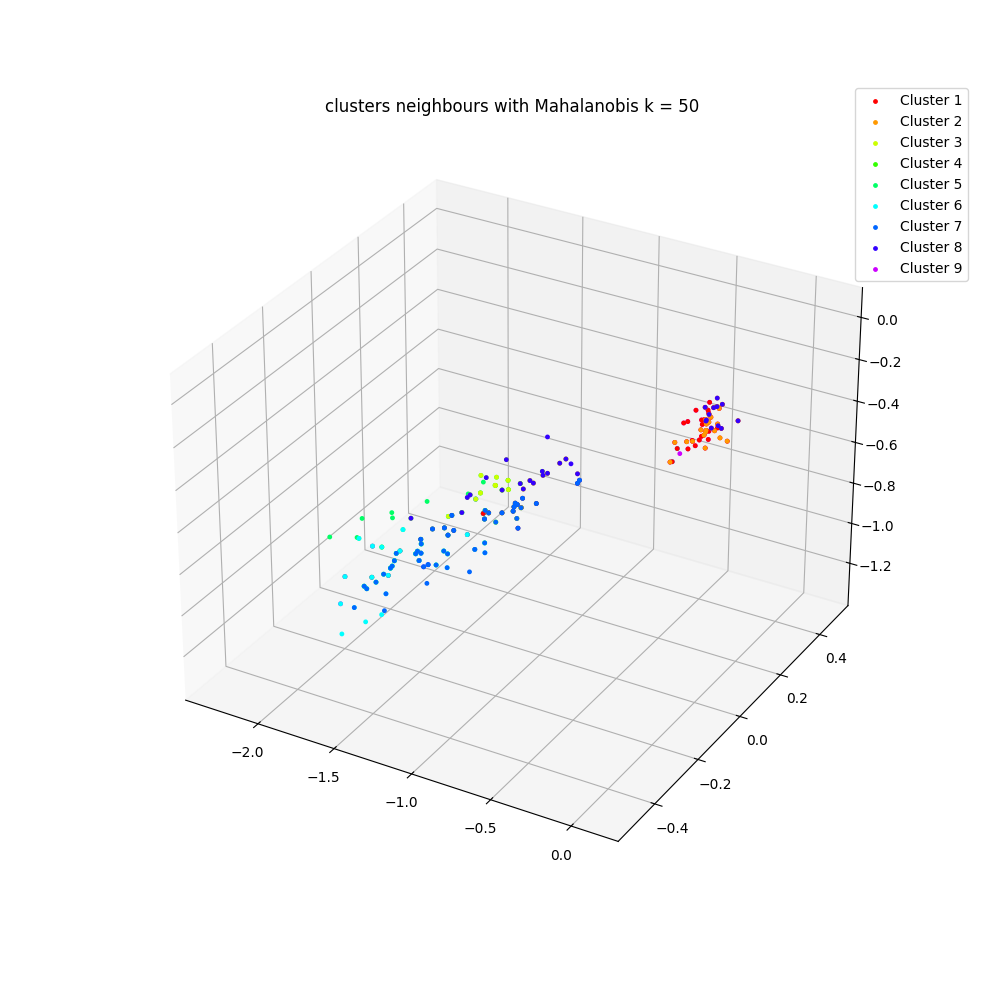 clusters neighbours with Mahalanobis k = 50
Cluster 1
Cluster 2
Cluster 3
Cluster 4
Cluster 5
Cluster 6
Cluster 7
Cluster 8
Cluster 9
0.0
−0.2
−0.4
−0.6
−0.8
−1.0
−1.2
0.4
0.2
0.0
−0.2
−0.4
−2.0
−1.5
−1.0
−0.5
0.0